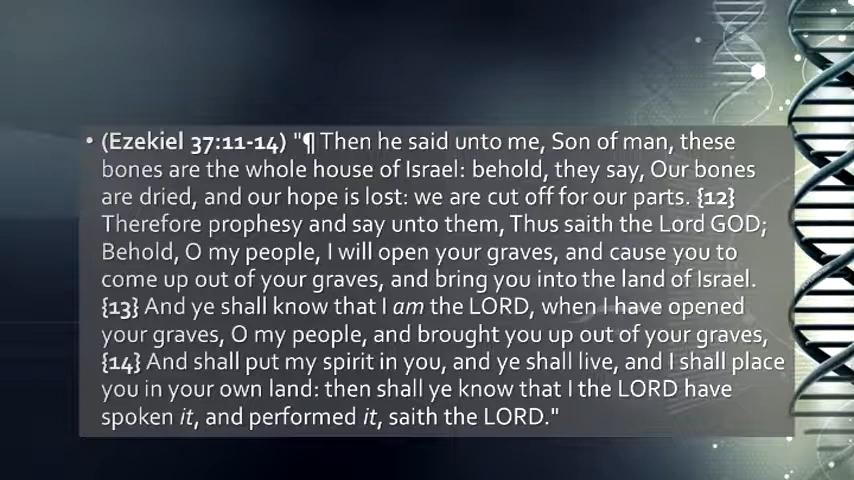 • (Ezekiel 37:11-14) "¶ Then he said unto me, Son of man, these
bones are the whole house of Israel: behold, they say, Our bones
are dried, and our hope is lost: we are cut off for our parts. {12}
Therefore prophesy and say unto them, Thus saith the Lord GOD;
Behold, O my people, I will open your graves, and cause you to
come up out of your graves, and bring you into the land of Israel.
{13} And ye shall know that I am the LORD, when I have opened
your graves, O my people, and brought you up out of your graves,
{14} And shall put my spirit in you, and ye shall live, and I shall place
you in your own land: then shall ye know that I the LORD have
spoken it, and performed it, saith the LORD."